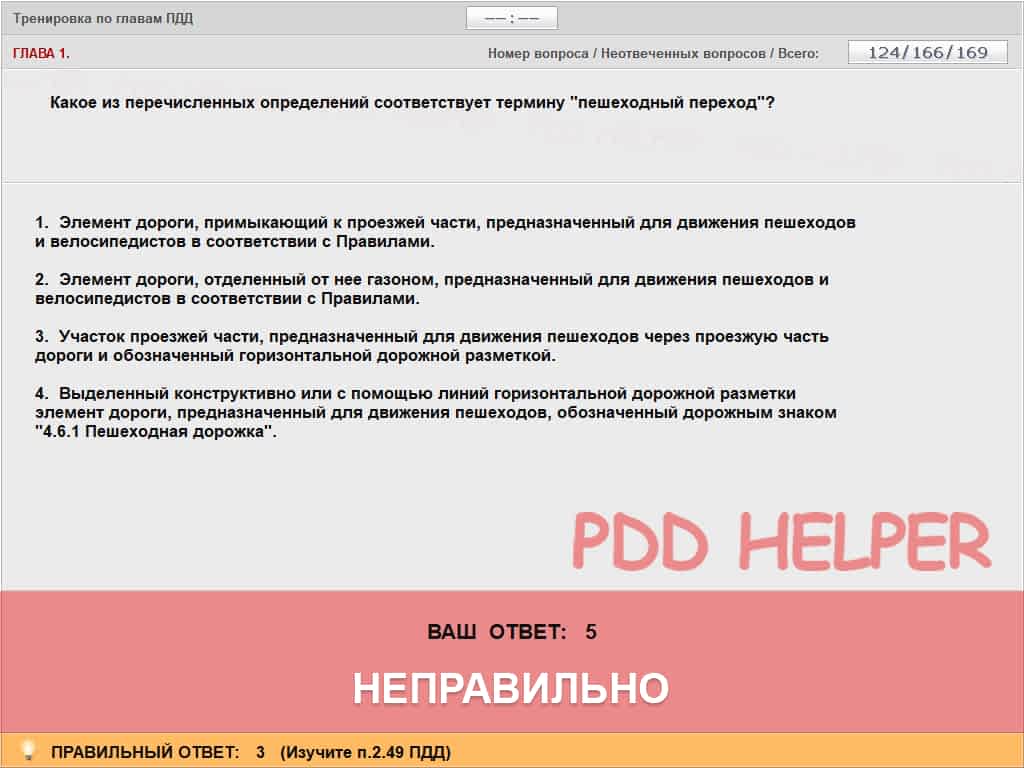 Тренировка по главам ПДД
−− : −−
ГЛАВА 1.
Номер вопроса / Неотвеченных вопросов / Всего:
124/166/169
Какое из перечисленных определений соответствует термину "пешеходный переход"?
1. Элемент дороги, примыкающий к проезжей части, предназначенный для движения пешеходов
и велосипедистов в соответствии с Правилами.
2. Элемент дороги, отделенный от нее газоном, предназначенный для движения пешеходов и
велосипедистов в соответствии с Правилами.
3. Участок проезжей части, предназначенный для движения пешеходов через проезжую часть
дороги и обозначенный горизонтальной дорожной разметкой.
4. Выделенный конструктивно или с помощью линий горизонтальной дорожной разметки
элемент дороги, предназначенный для движения пешеходов, обозначенный дорожным знаком
"4.6.1 Пешеходная дорожка".
PDD HELPER
ВАШ ОТВЕТ: 5
НЕПРАВИЛЬНО
ПРАВИЛЬНЫЙ ОТВЕТ: 3 (Изучите п.2.49 ПДД)